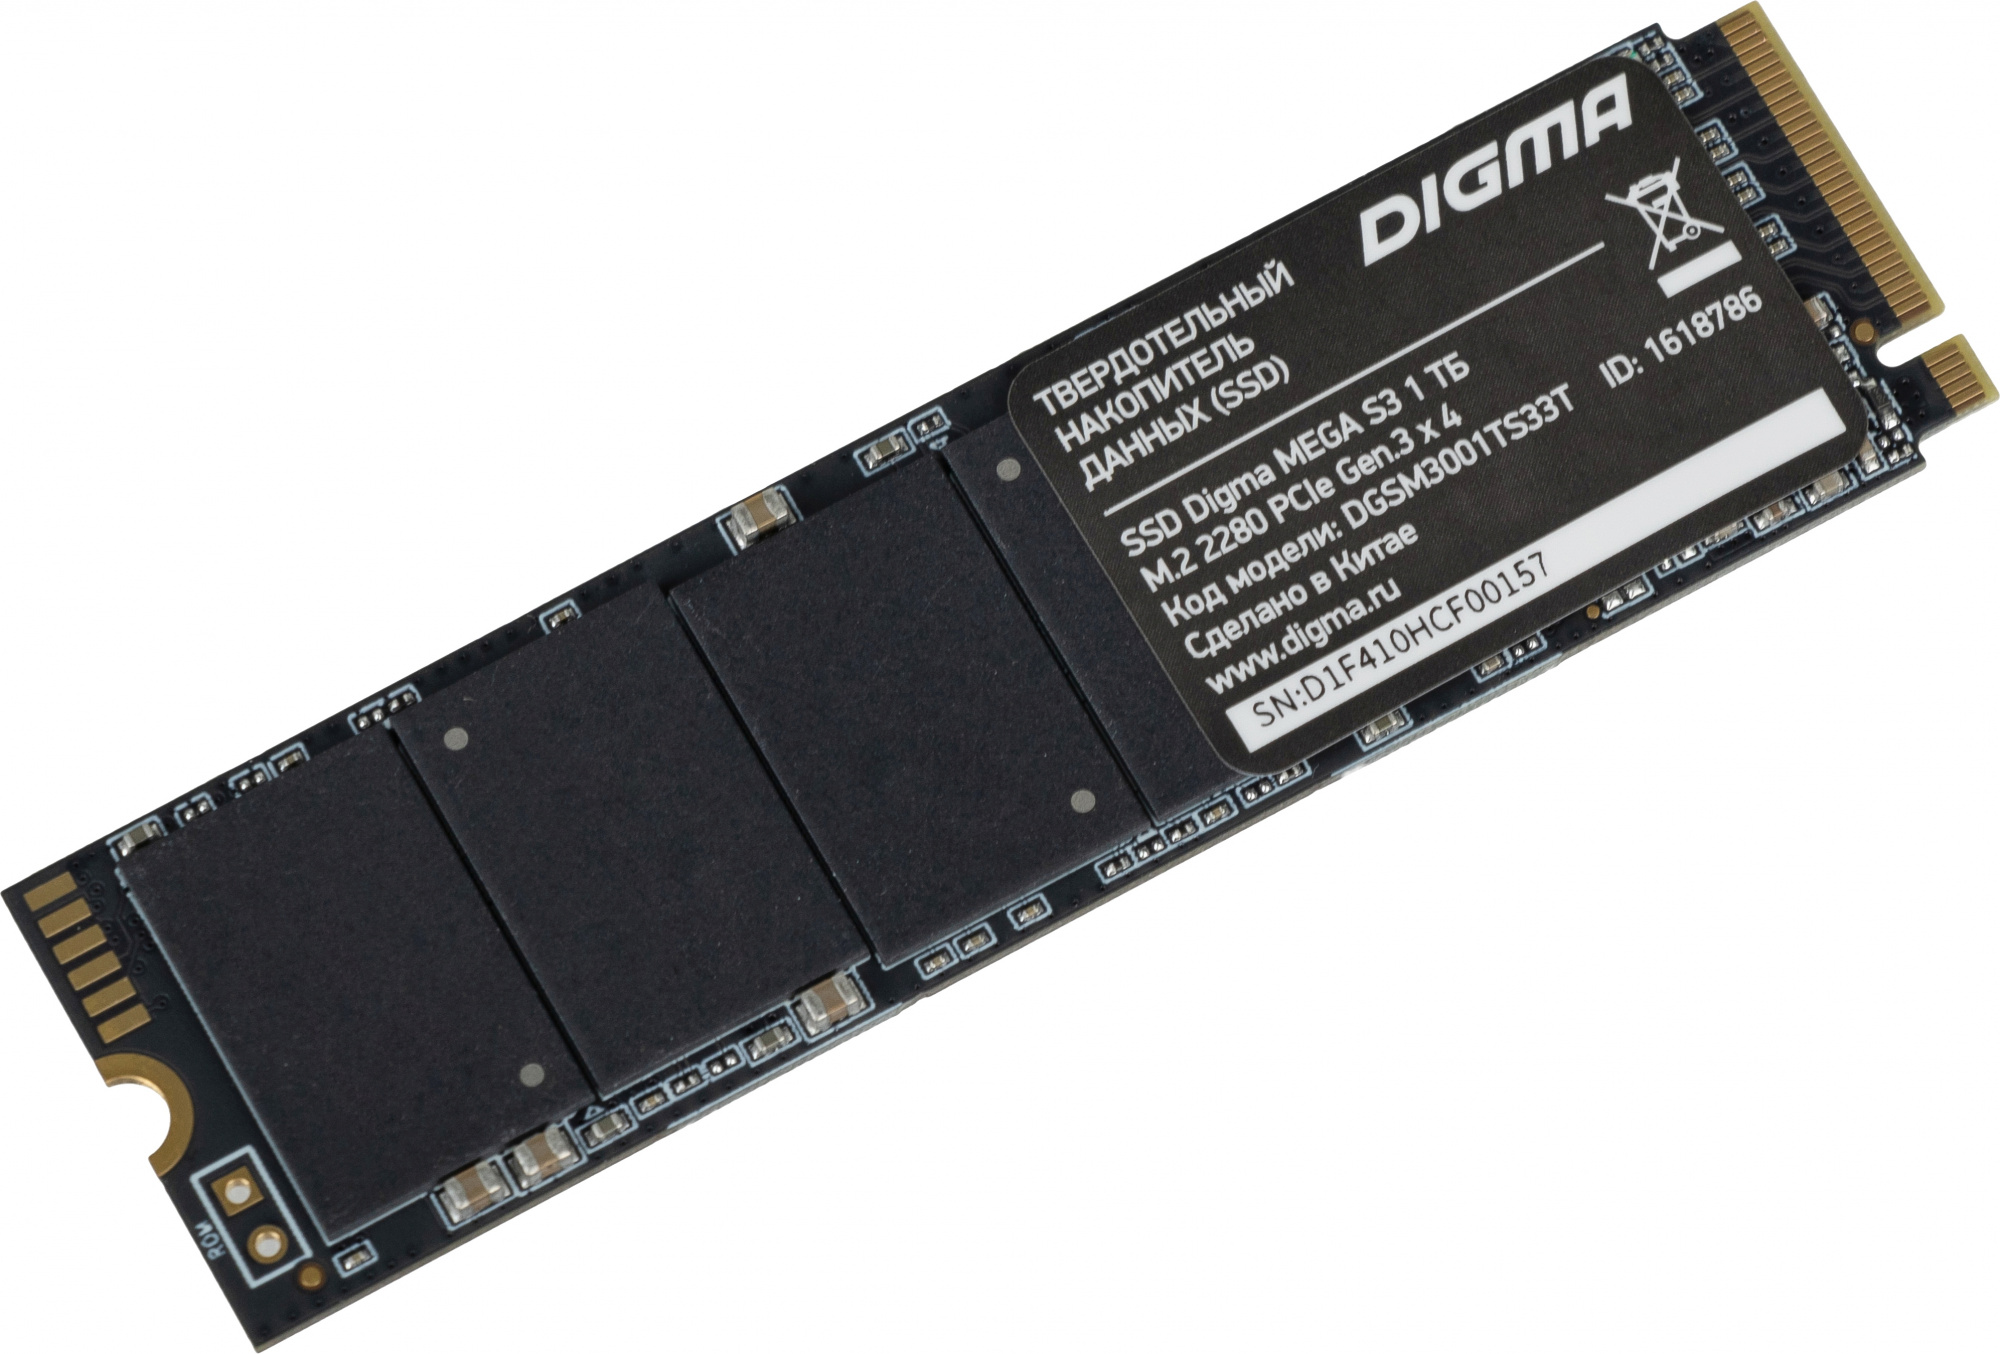 DIGMA
ТВЕРДОТЕЛЬНЫЙ
НАКОПИТЕЛЬ
ДАННЫХ (SSD)
SSD Digma MEGA S3 1 ТБ
M.2 2280 PCIe Gen.3 x 4
Код модели: DGSM3001TS33T ID: 1618786
Сделано в Китае
www.digma.ru
SN:D1F410HCF00157
ROM